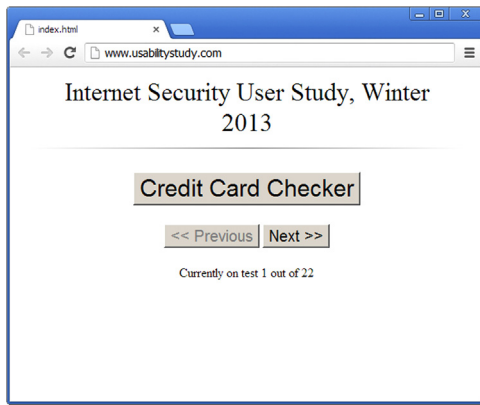 index.html
www.usabilitystudy.com
Internet Security User Study, Winter
2013
Credit Card Checker
<< Previous Next >>
Currently on test 1 out of 22